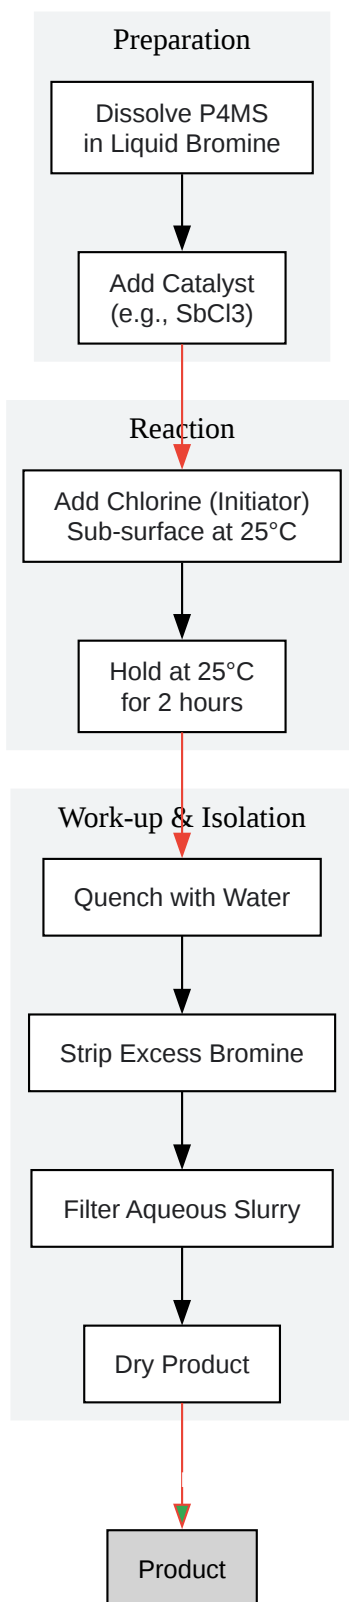 Preparation
Dissolve P4MS
in Liquid Bromine
Add Catalyst
(e.g., SbCl3)
Reaction
Add Chlorine (Initiator)
Sub-surface at 25°C
Hold at 25°C
for 2 hours
Work-up & Isolation
Quench with Water
Strip Excess Bromine
Filter Aqueous Slurry
Dry Product
Product